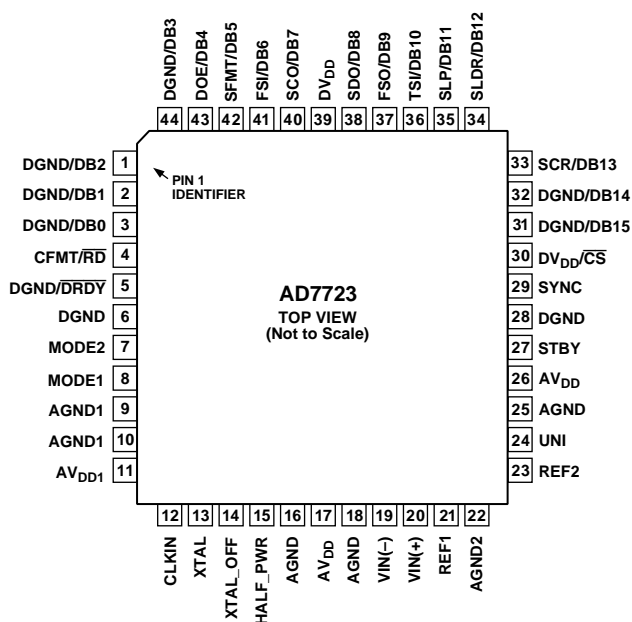 DGND/DB3
DOE/DB4
SFMT/DB5
FSI/DB6
SCO/DB7
DVDD
SDO/DB8
FSO/DB9
TSI/DB10
SLP/DB11
SLDR/DB12
44 43 42 41 40 39 38 37 36 35 34
DGND/DB2 1
DGND/DB1 2
DGND/DB0 3
CFMT/RD 4
DGND/DRDY 5
DGND 6
MODE2 7
MODE1 8
AGND1 9
AGND1 10
AVDD1 11
PIN 1
IDENTIFIER
AD7723
TOP VIEW
(Not to Scale)
33 SCR/DB13
32 DGND/DB14
31 DGND/DB15
30 DVDD/CS
29 SYNC
28 DGND
27 STBY
26 AVDD
25 AGND
24 UNI
23 REF2
12 13 14 15 16 17 18 19 20 21 22
CLKIN
XTAL
XTAL_OFF
HALF_PWR
AGND
AVDD
AGND
VIN(–)
VIN(+)
REF1
AGND2